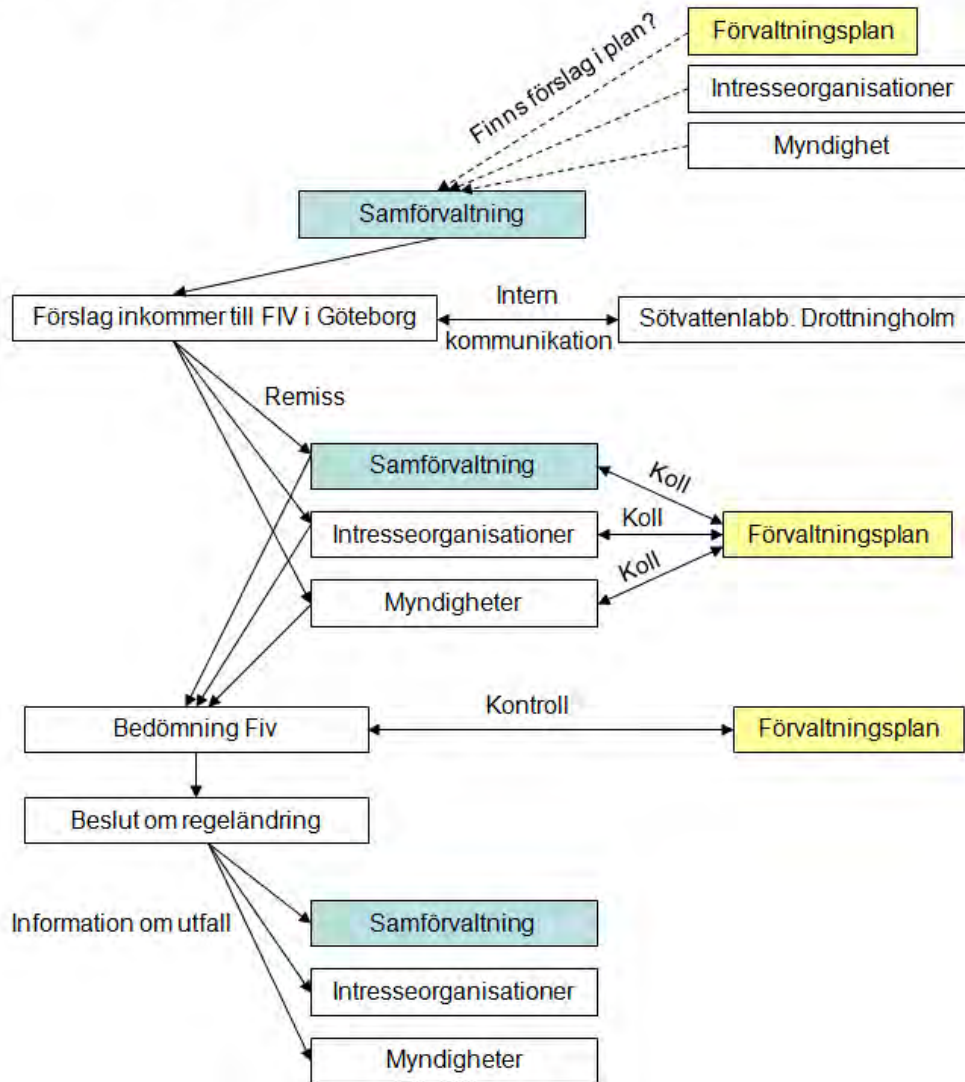 Förvaltningsplan
Finns förslag i plan?
Intresseorganisationer
Myndighet
Samförvaltning
Förslag inkommer till FIV i Göteborg
Intern
kommunikation
Sötvattenlabb. Drottningholm
Remiss
Samförvaltning
Koll
Intresseorganisationer
Koll
Förvaltningsplan
Koll
Myndigheter
Bedömning Fiv
Kontroll
Förvaltningsplan
Beslut om regeländring
Information om utfall
Samförvaltning
Intresseorganisationer
Myndigheter